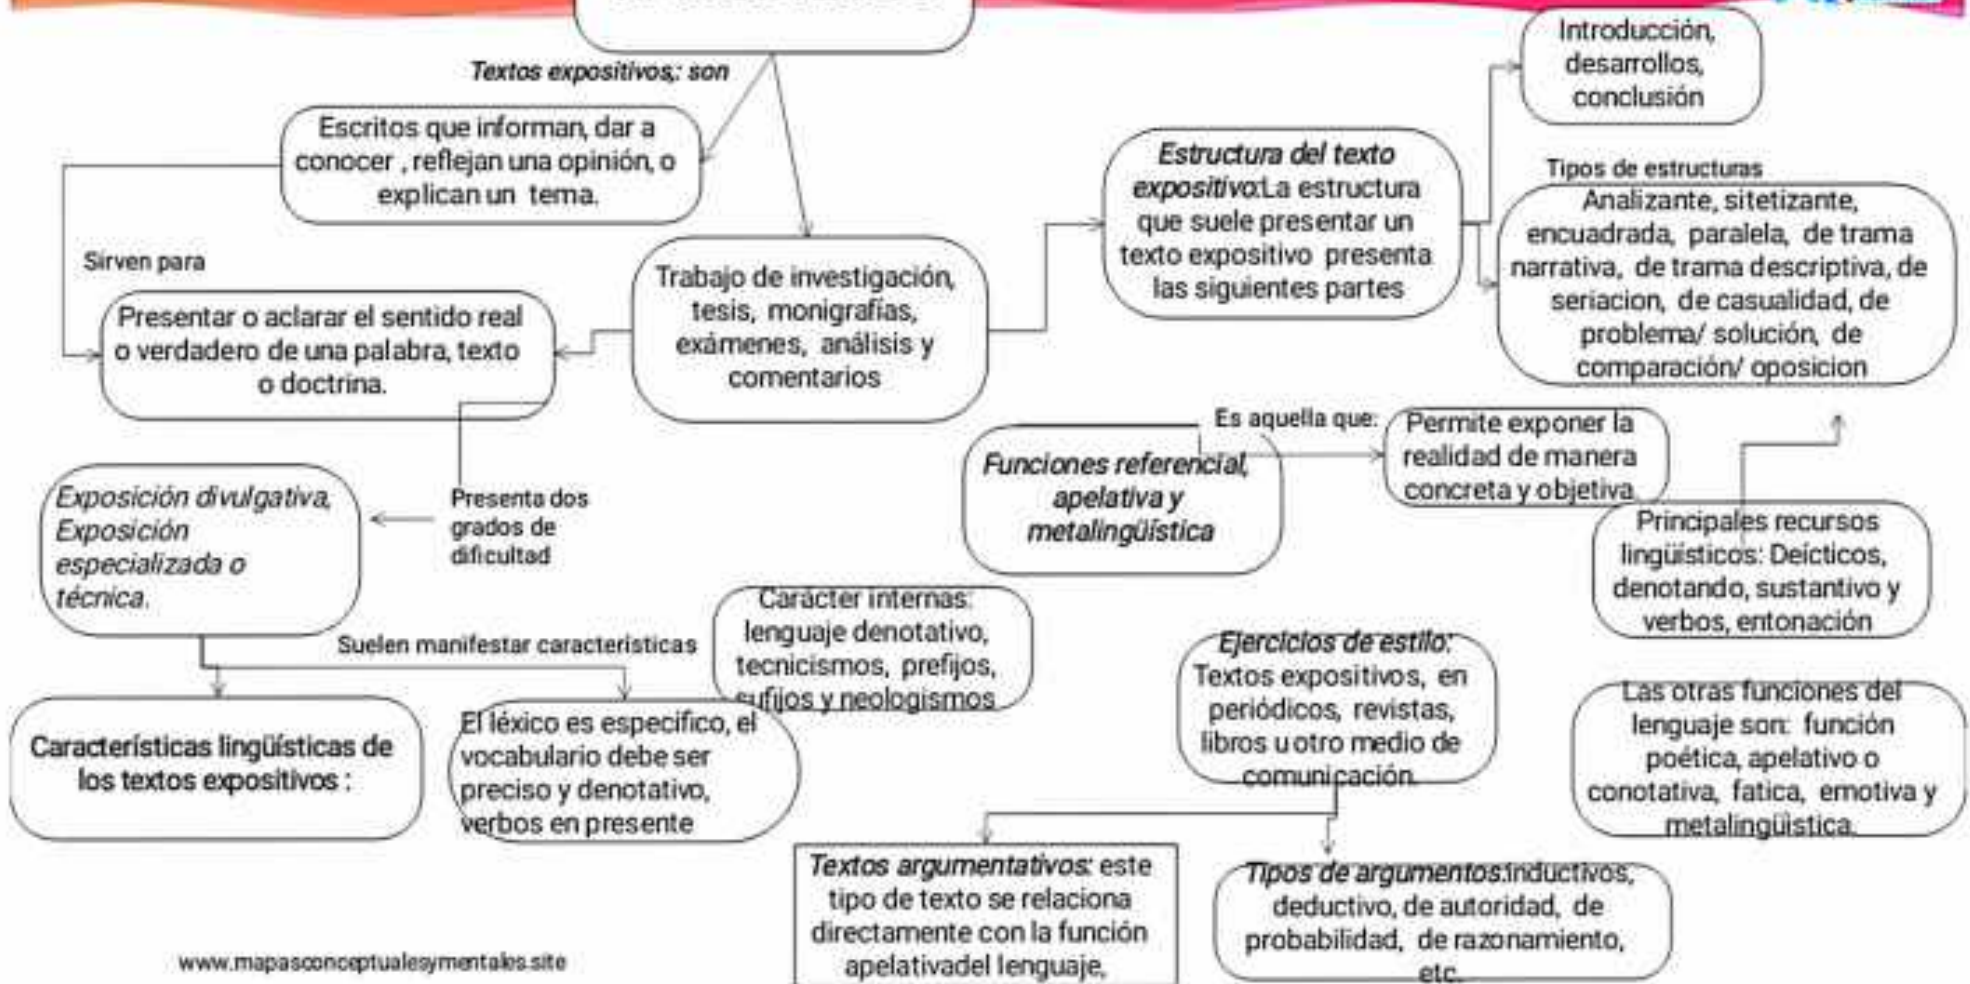 Textos expositivos,: son
Escritos que informan, dar a
conocer , reflejan una opinión, o
explican un tema.
Sirven para
Presentar o aclarar el sentido real
o verdadero de una palabra, texto
o doctrina.
Trabajo de investigación,
tesis, monigrafías,
exámenes, análisis y
comentarios
Estructura del texto
expositivo:La estructura
que suele presentar un
texto expositivo presenta
las siguientes partes
Introducción,
desarrollos,
conclusión
Tipos de estructuras
Analizante, sitetizante,
encuadrada, paralela, de trama
narrativa, de trama descriptiva, de
seriacion, de casualidad, de
problema/ solución, de
comparación/ oposicion
Exposición divulgativa,
Exposición
especializada o
técnica.
Presenta dos
grados de
dificultad
Funciones referencial,
apelativa y
metalingüística
Es aquella que:
Permite exponer la
realidad de manera
concreta y objetiva
Principales recursos
lingüisticos: Deícticos,
denotando, sustantivo y
verbos, entonación
Suelen manifestar características
Carácter internas:
lenguaje denotativo,
tecnicismos, prefijos,
sufijos y neologismos
Características lingüísticas de
los textos expositivos :
El léxico es específico, el
vocabulario debe ser
preciso y denotativo,
verbos en presente
Ejercicios de estilo:
Textos expositivos, en
periódicos, revistas,
libros u otro medio de
comunicación.
Las otras funciones del
lenguaje son: función
poética, apelativo o
conotativa, fatica, emotiva y
metalingüistica.
Textos argumentativos: este
tipo de texto se relaciona
directamente con la función
apelativadel lenguaje,
Tipos de argumentos:inductivos,
deductivo, de autoridad, de
probabilidad, de razonamiento,
etc.
www.mapasconceptualesymentales.site